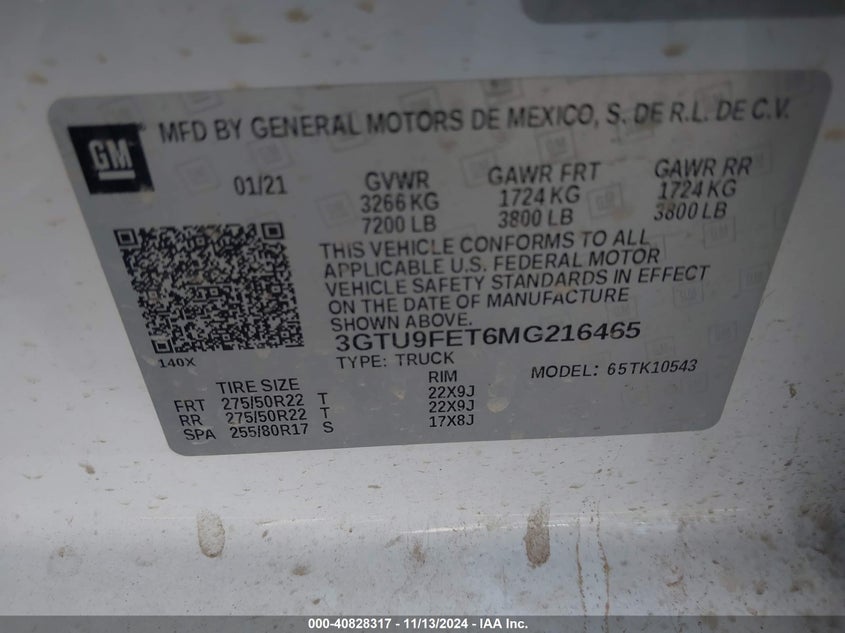 GM
MFD BY GENERAL MOTORS DE MEXICO, S. DE R.L. DE C.V.
01/21 GVWR GAWR FRT GAWR RR
3266 KG 1724 KG 1724 KG
7200 LB 3800 LB 3800 LB
THIS VEHICLE CONFORMS TO ALL
APPLICABLE U.S. FEDERAL MOTOR
VEHICLE SAFETY STANDARDS IN EFFECT
ON THE DATE OF MANUFACTURE
SHOWN ABOVE.
140X
3GTU9FET6MG216465
TYPE: TRUCK MODEL: 65TK10543
TIRE SIZE RIM
FRT 275/50R22 T 22X9J
RR 275/50R22 T 22X9J
SPA 255/80R17 S 17X8J
000-40828317 - 11/13/2024 - IAA Inc.